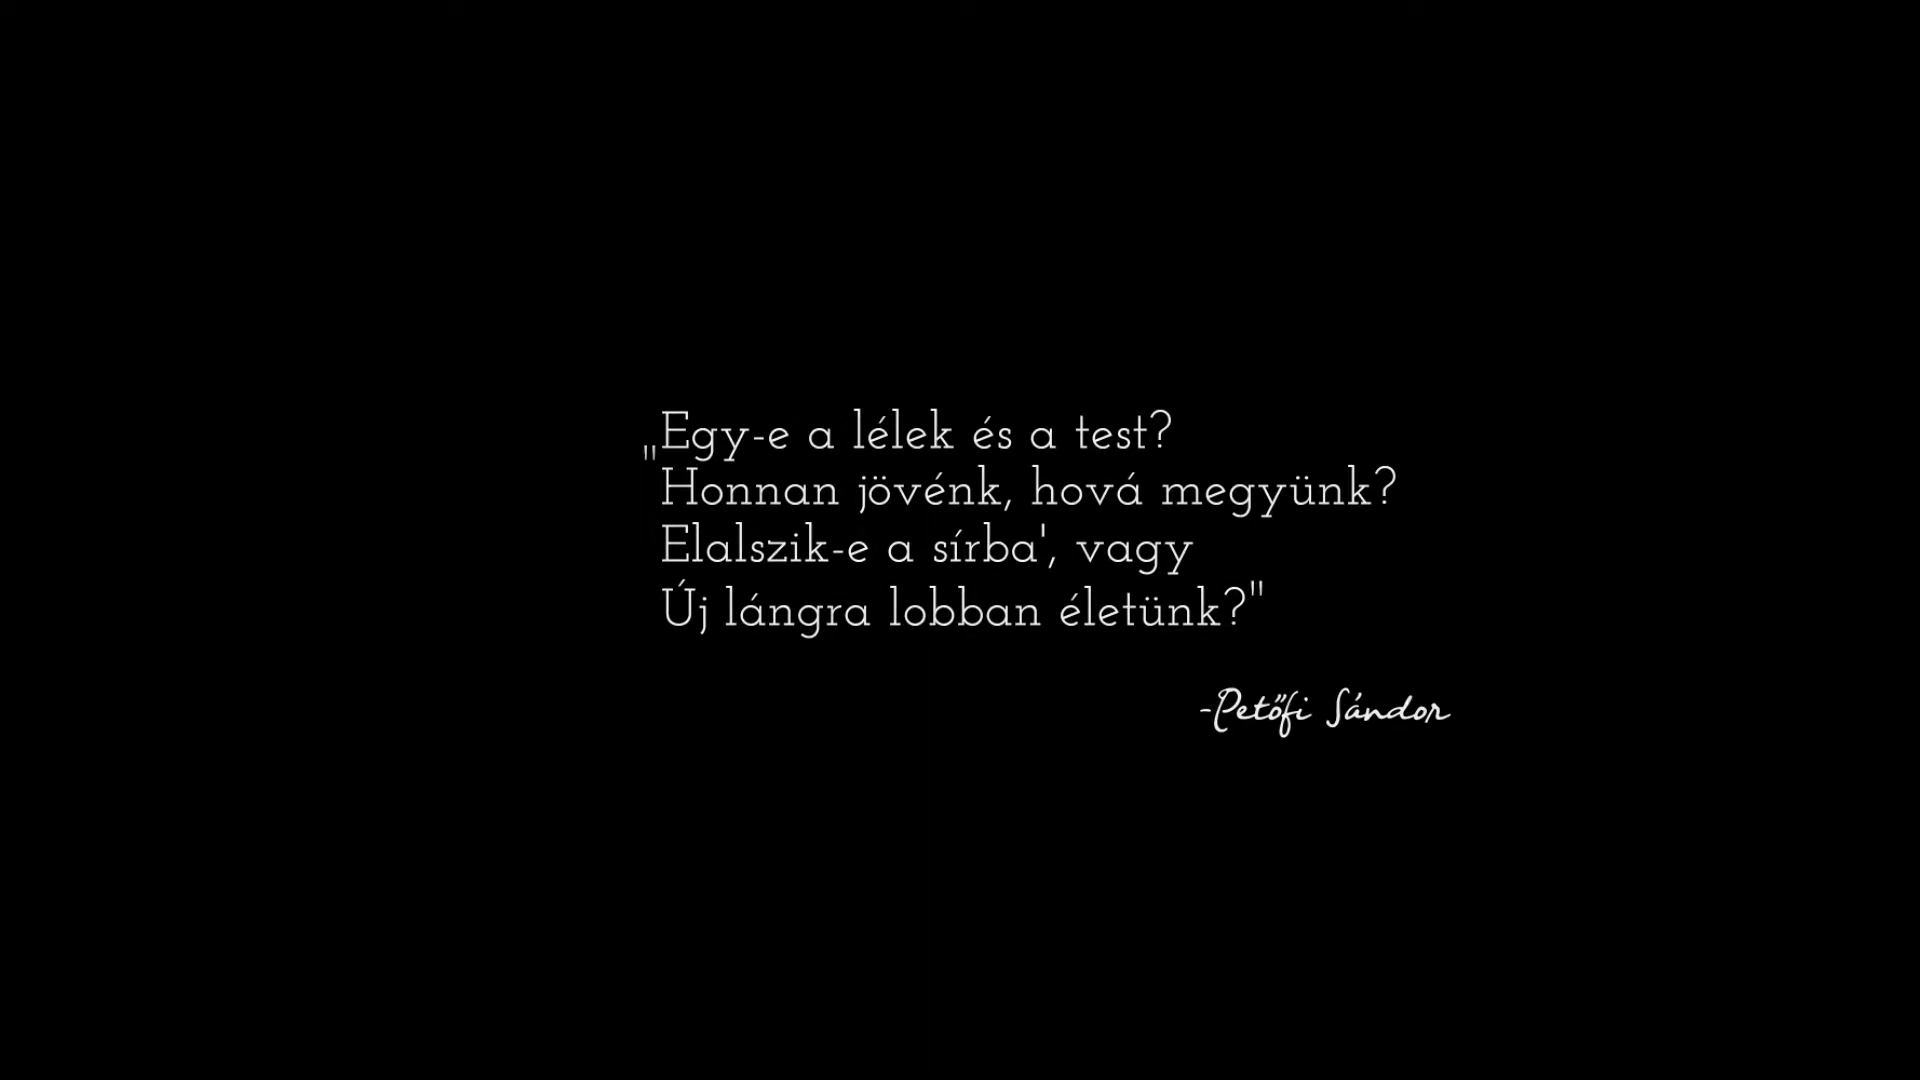 "Egy-e a lélek és a test?
Honnan jövénk, hová megyünk?
Elalszik-e a sírba', vagy
Új lángra lobban életünk?"
-Petőfi Sándor